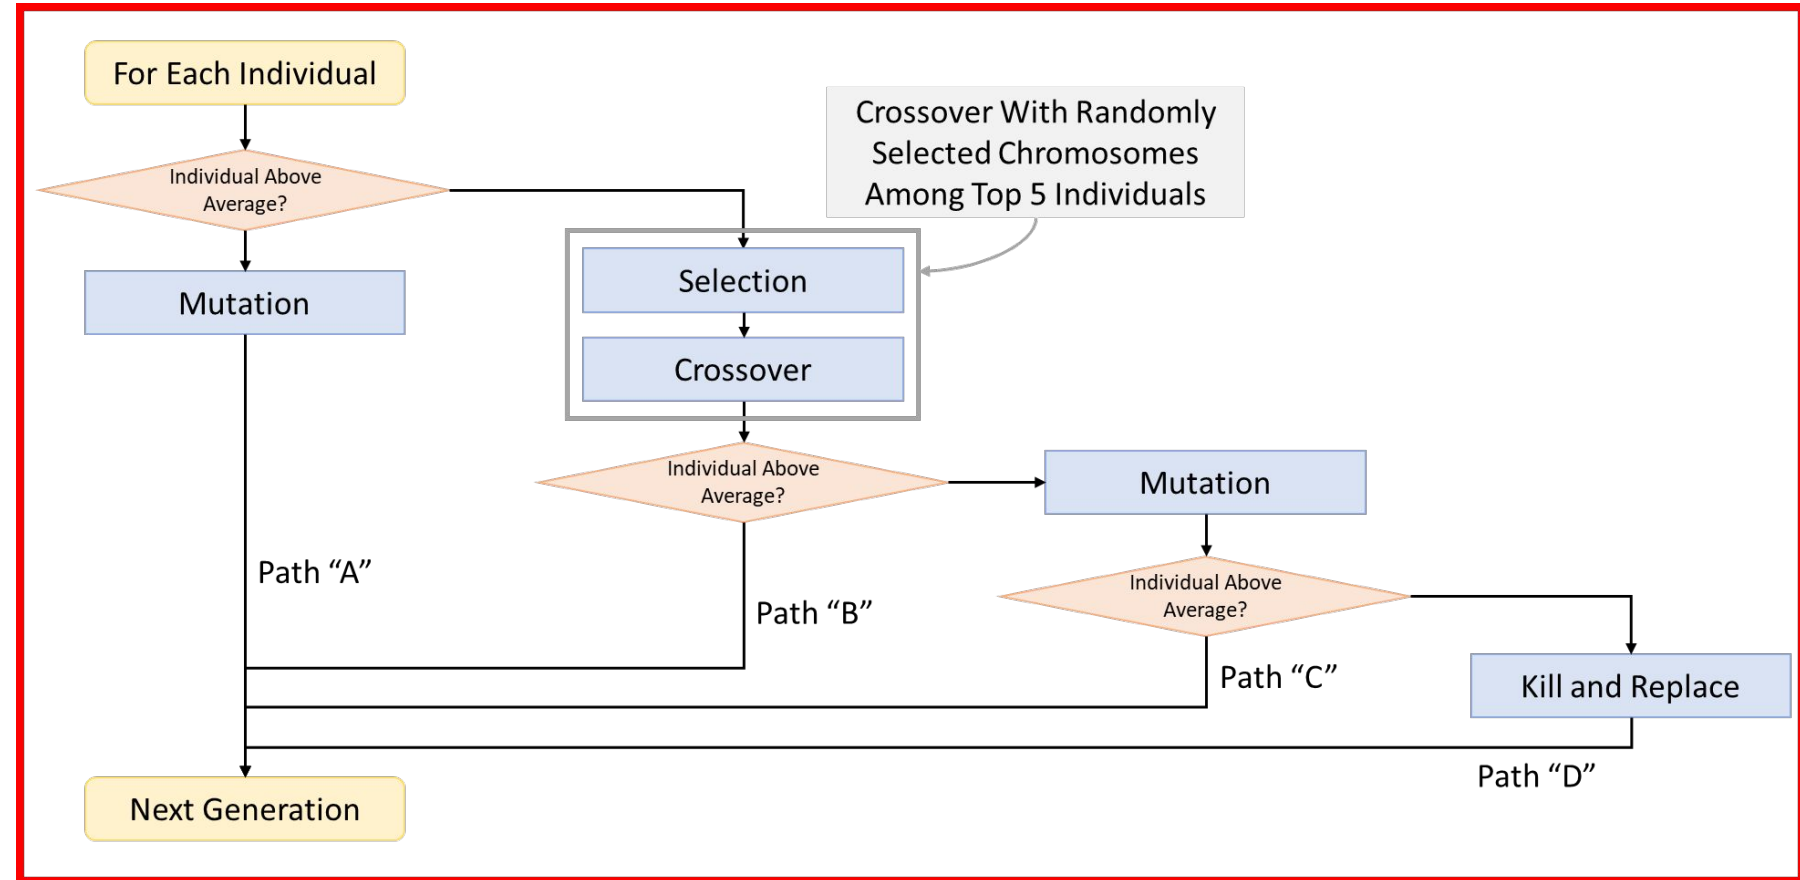 For Each Individual
Individual Above
Average?
Mutation
Crossover With Randomly
Selected Chromosomes
Among Top 5 Individuals
Selection
Crossover
Individual Above
Average?
Mutation
Individual Above
Average?
Kill and Replace
Path “A”
Path “B”
Path “C”
Path “D”
Next Generation